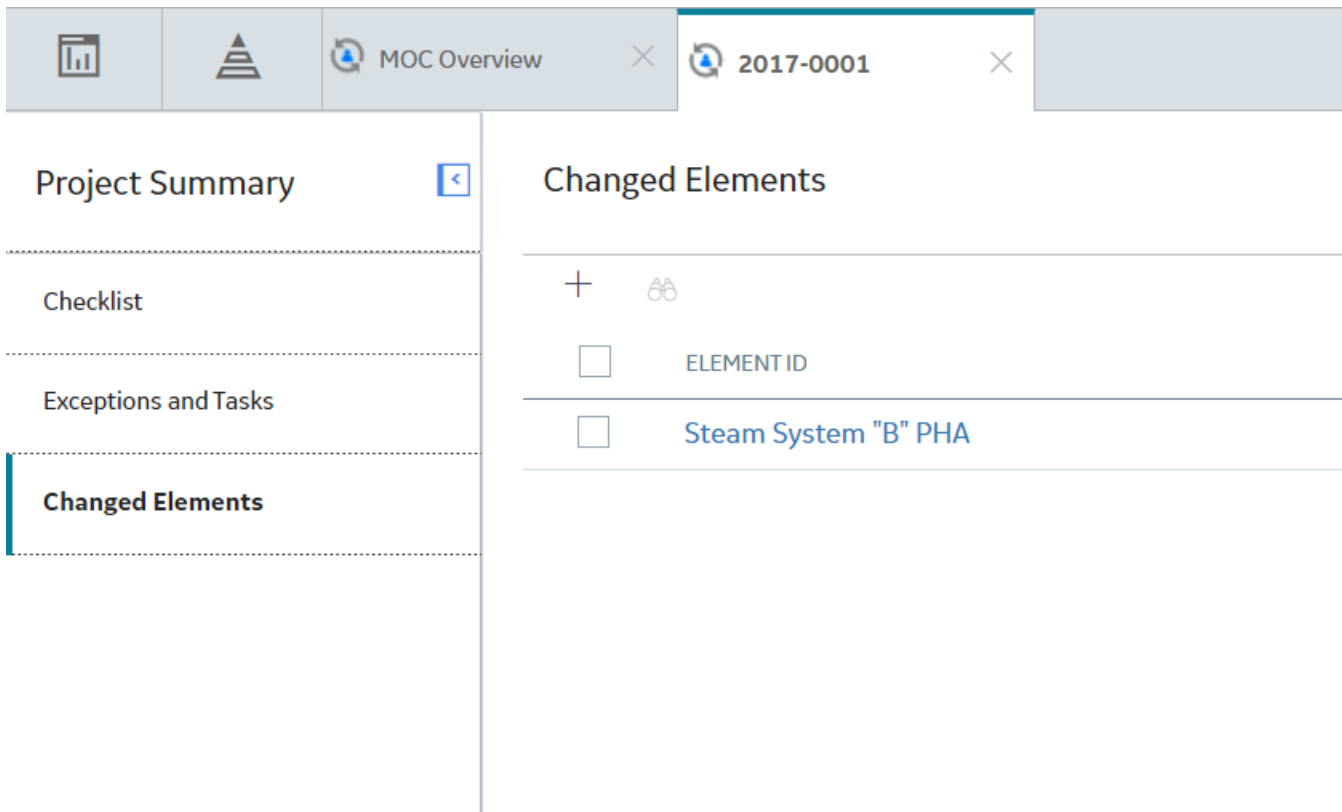 MOC Overview
2017-0001
Project Summary
Checklist
Exceptions and Tasks
Changed Elements
Changed Elements
ELEMENT ID
Steam System "B" PHA